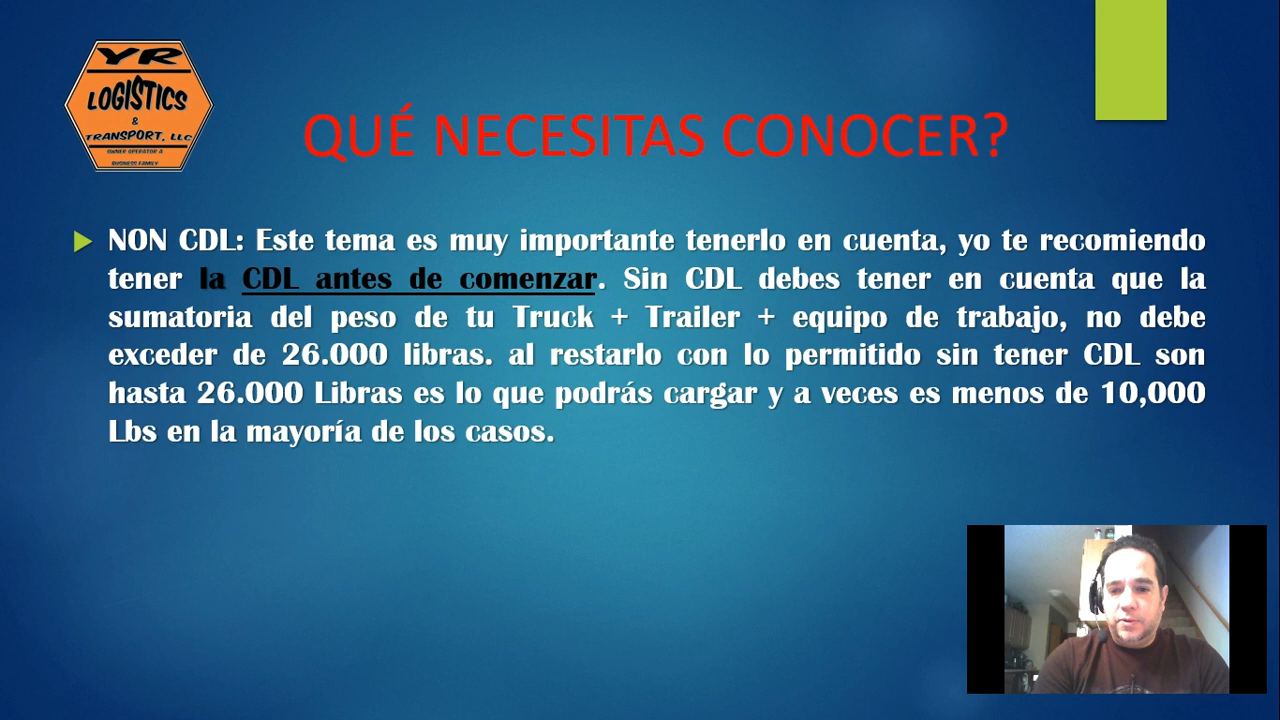 YR
LOGISTICS
&
TRANSPORT, LLC
OWNER OPERATOR A
BUSINESS FAMILY
QUÉ NECESITAS CONOCER?
NON CDL: Este tema es muy importante tenerlo en cuenta, yo te recomiendo
tener la CDL antes de comenzar. Sin CDL debes tener en cuenta que la
sumatoria del peso de tu Truck + Trailer + equipo de trabajo, no debe
exceder de 26.000 libras. al restarlo con lo permitido sin tener CDL son
hasta 26.000 Libras es lo que podrás cargar y a veces es menos de 10,000
Lbs en la mayoría de los casos.